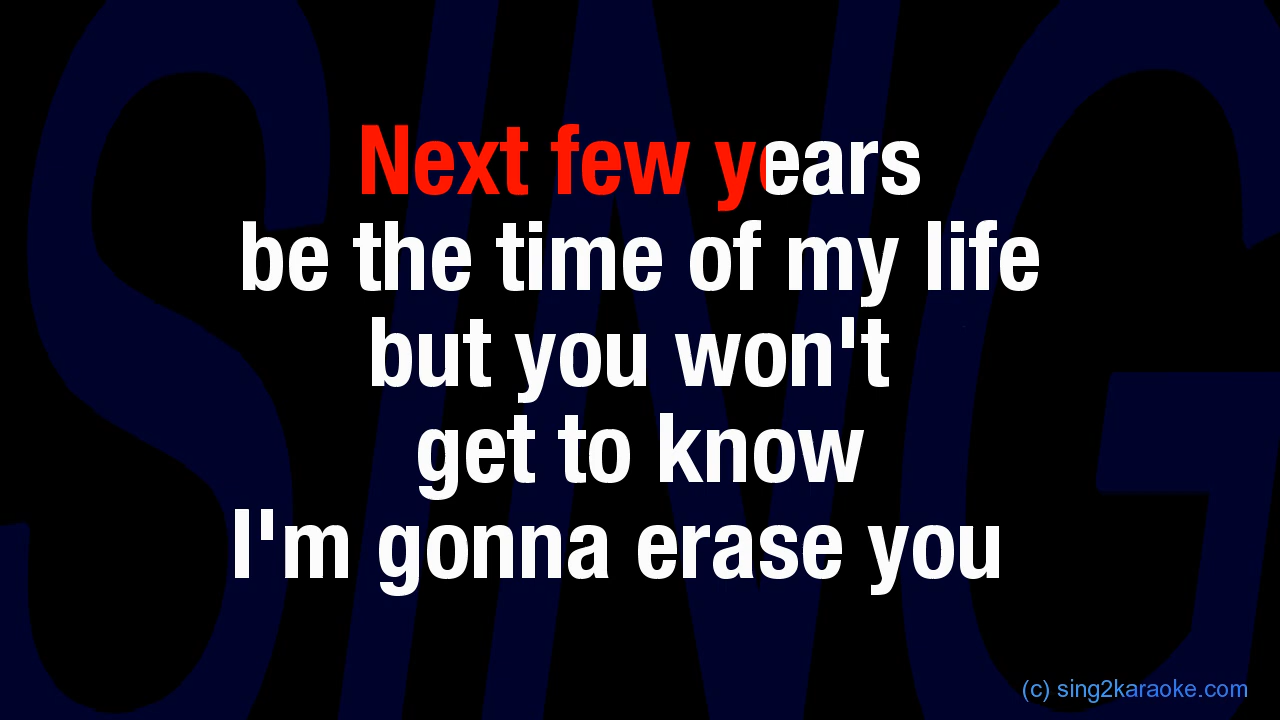 SING
Next few years
be the time of my life
but you won't
get to know
I'm gonna erase you
(c) sing2karaoke.com